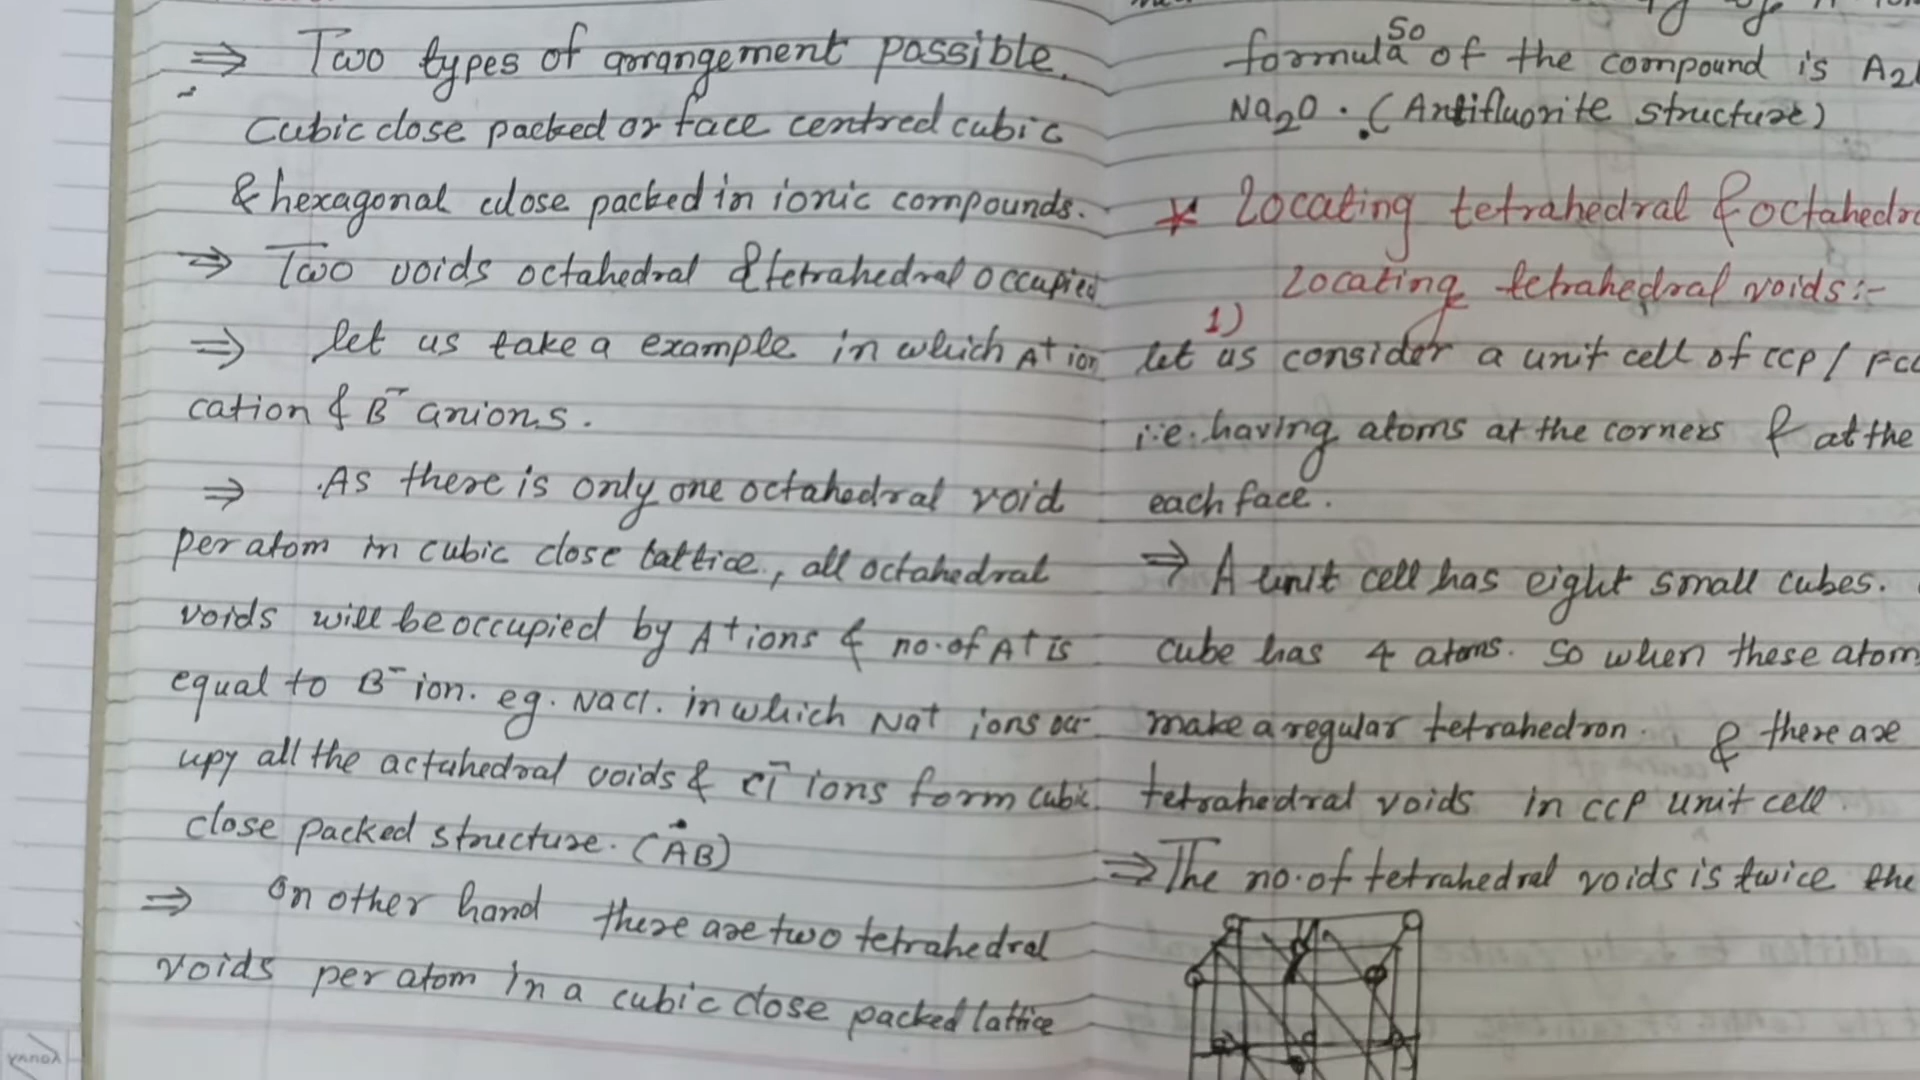 ⇒ Two types of arrangement possible.
Cubic close packed or face centred cubic
& hexagonal close packed in ionic compounds.
⇒ Two voids octahedral & tetrahedral occupied
⇒ let us take a example in which A⁺ ion
cation & B⁻ anions.
⇒ .As there is only one octahedral void
per atom in cubic close lattice, all octahedral
voids will be occupied by A⁺ ions & no. of A⁺ is
equal to B⁻ ion. eg. NaCl. in which Na⁺ ions occ-
upy all the actahedral voids & Cl⁻ ions form cubic
close packed structure. (AB)
⇒ On other hand there are two tetrahedral
voids per atom in a cubic close packed lattice
so
formula of the compound is A2
Na2O. (Antifluorite structure)
* Locating tetrahedral & octahedr
Locating tetrahedral voids :-
1)
let us consider a unit cell of CCP / FCC
i.e. having atoms at the corners & at the
each face.
⇒ A unit cell has eight small cubes.
cube has 4 atoms. So when these atom
make a regular tetrahedron. & there are
tetrahedral voids in CCP unit cell.
⇒ The no. of tetrahedral voids is twice the